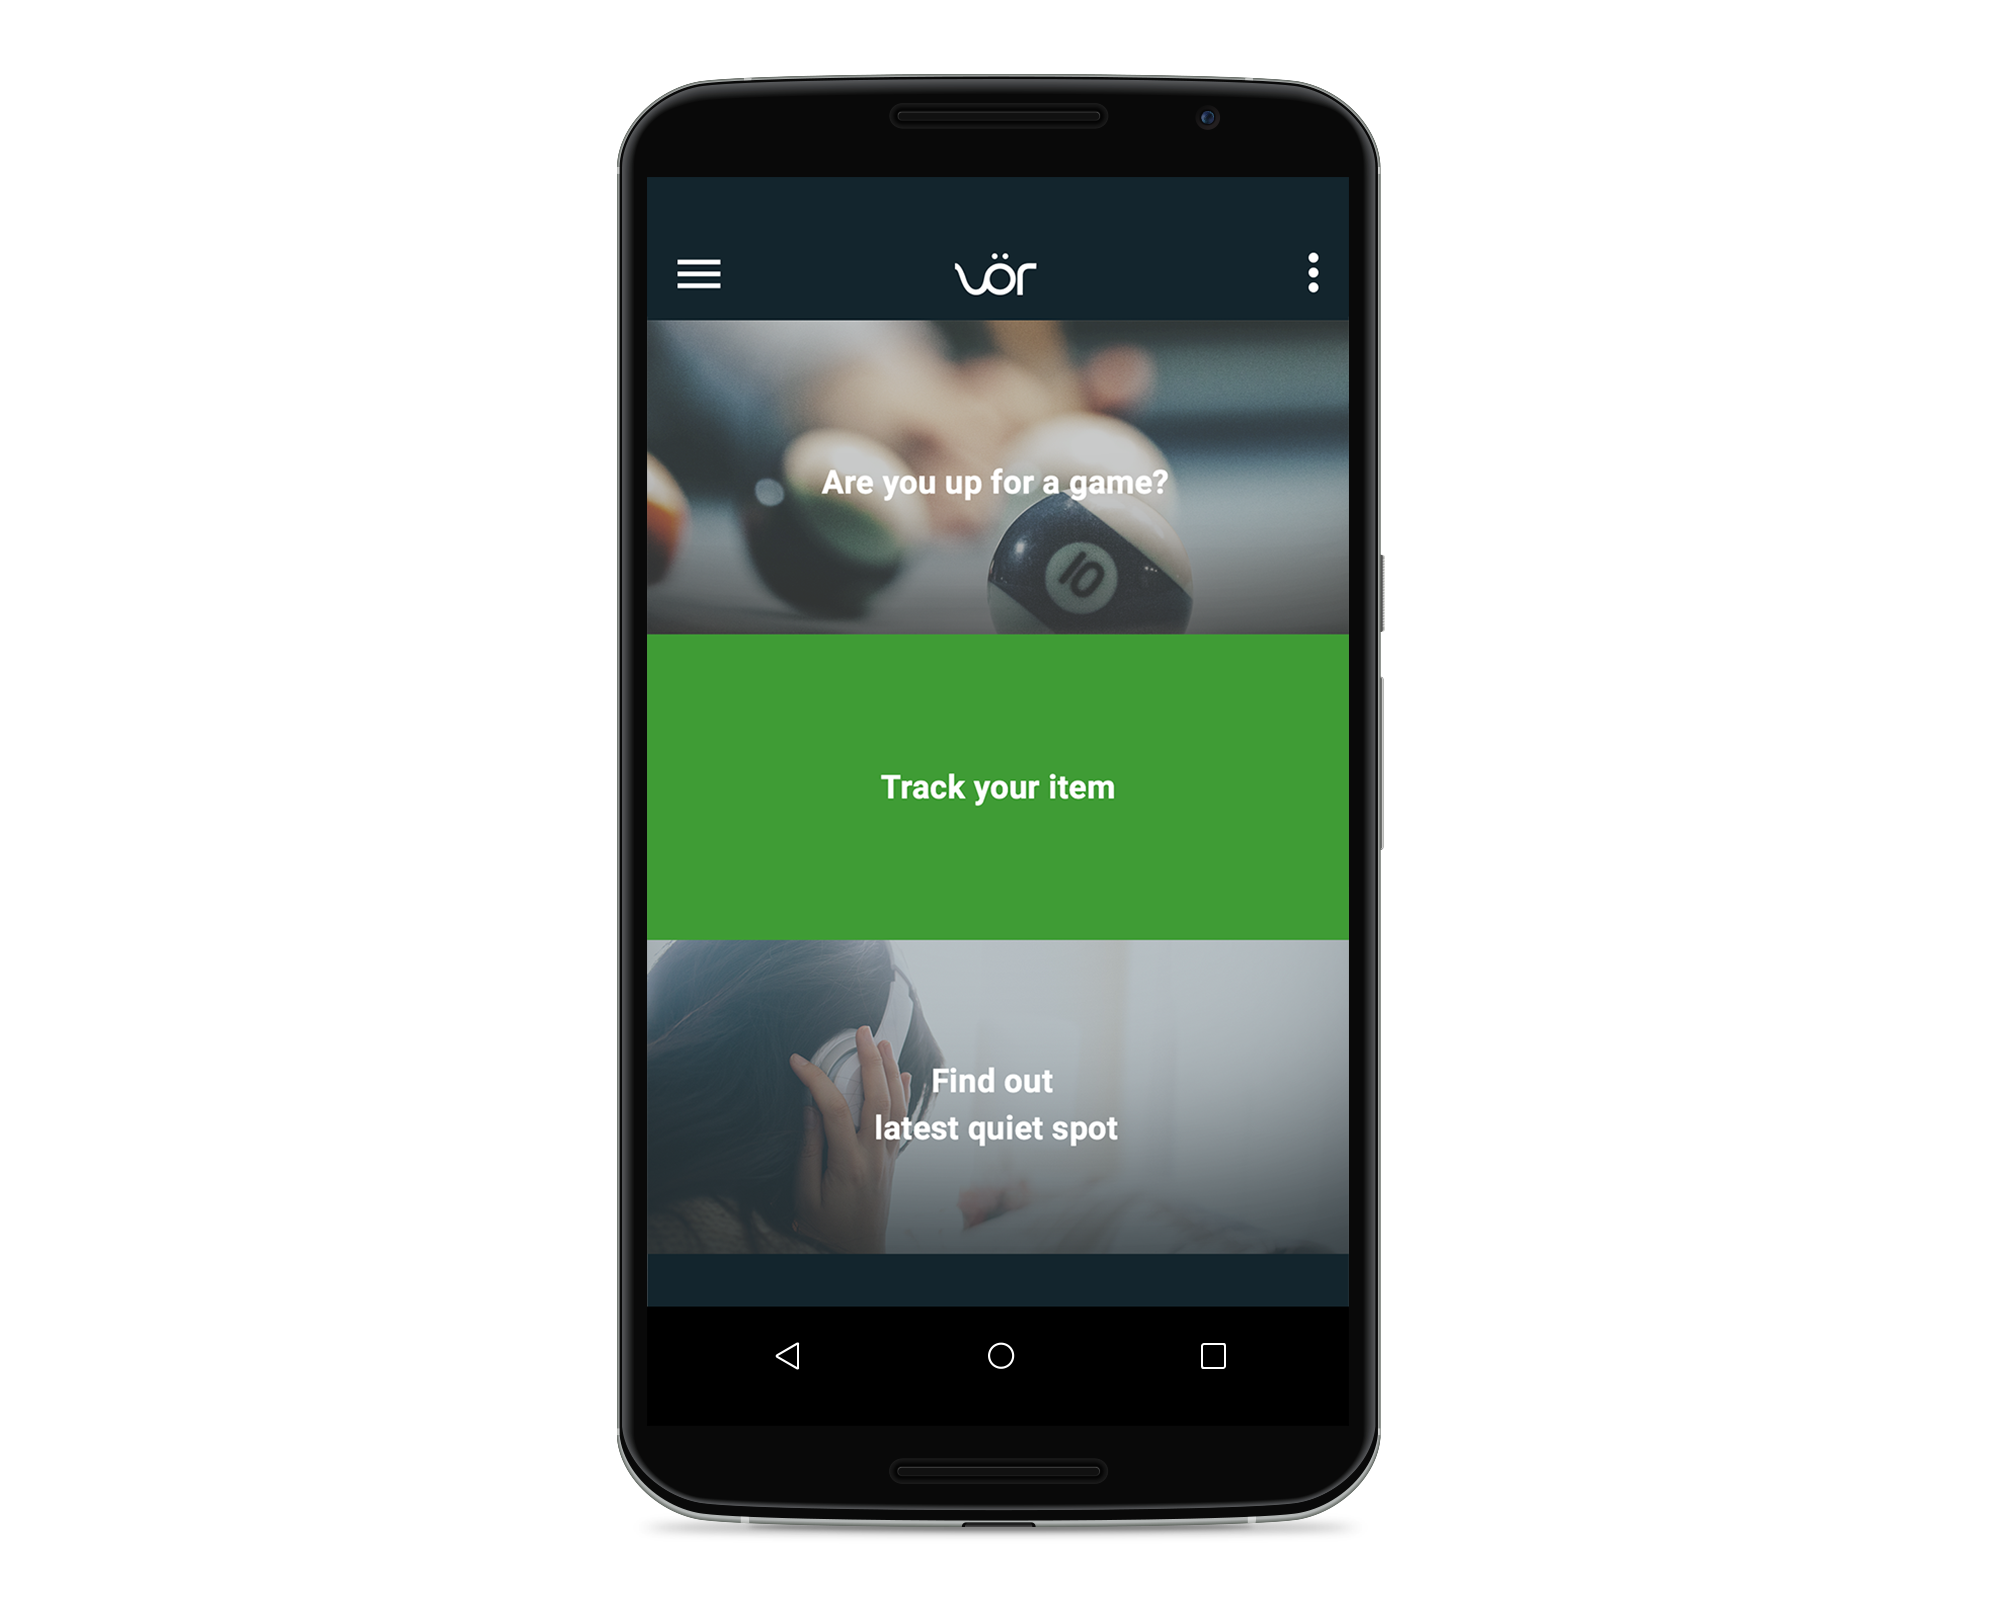 vör
Are you up for a game?
10
Track your item
Find out
latest quiet spot